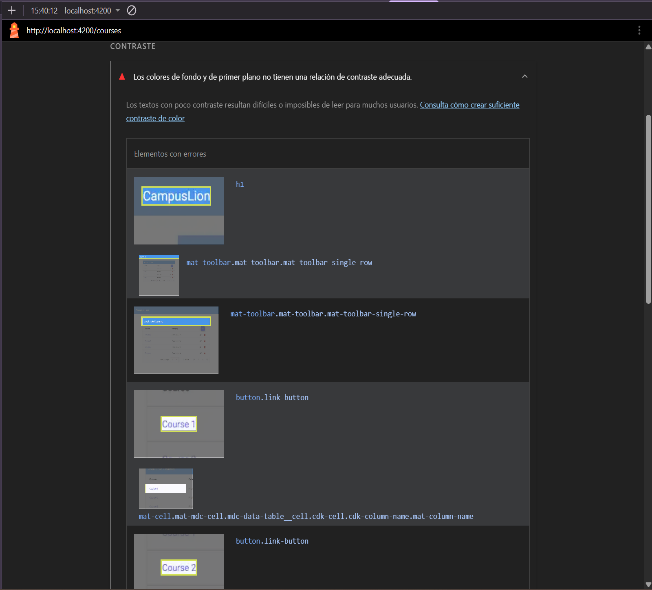 15:40:12 localhost:4200
http://localhost:4200/courses
CONTRASTE
Los colores de fondo y de primer plano no tienen una relación de contraste adecuada.
Los textos con poco contraste resultan difíciles o imposibles de leer para muchos usuarios. Consulta cómo crear suficiente
contraste de color
Elementos con errores
CampusLion
h1
mat toolbar.mat toolbar.mat toolbar single row
mat-toolbar.mat-toolbar.mat-toolbar-single-row
Course 1
button.link button
mat-cell.mat-mdc-cell.mdc-data-table__cell.cdk-cell.cdk-column-name.mat-column-name
Course 2
button.link-button